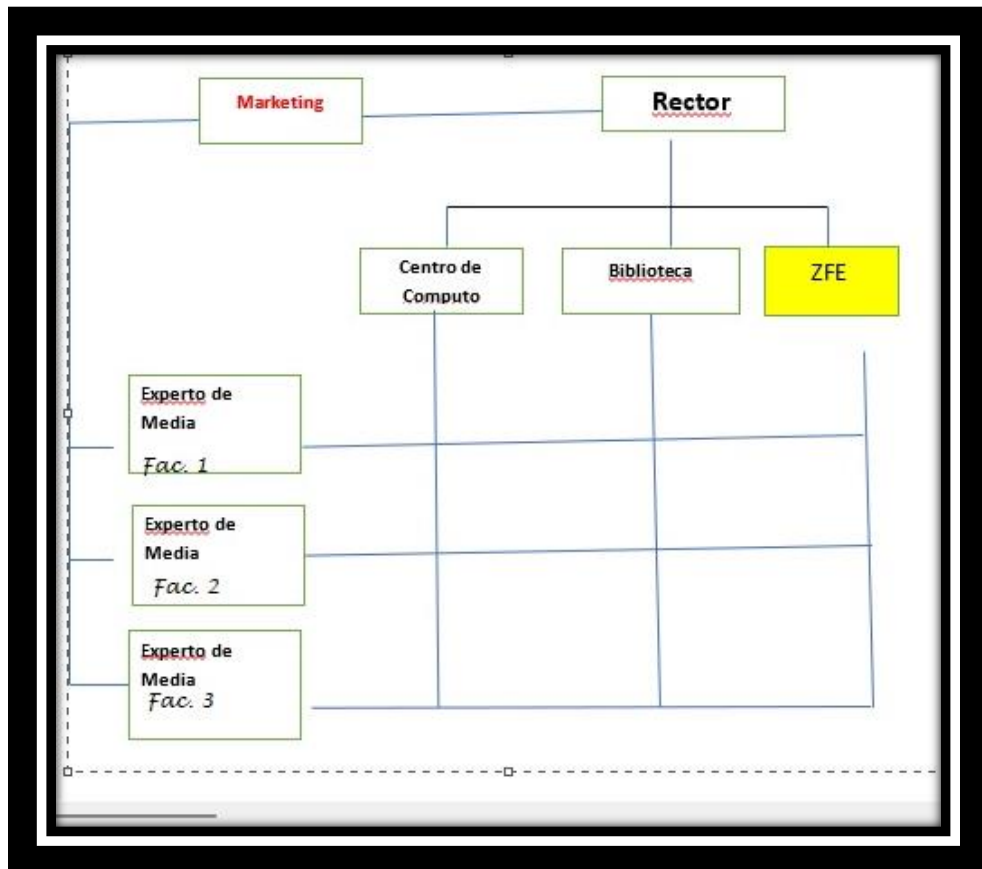 Marketing
Rector
Centro de
Computo
Biblioteca
ZFE
Experto de
Media
Fac. 1
Experto de
Media
Fac. 2
Experto de
Media
Fac. 3